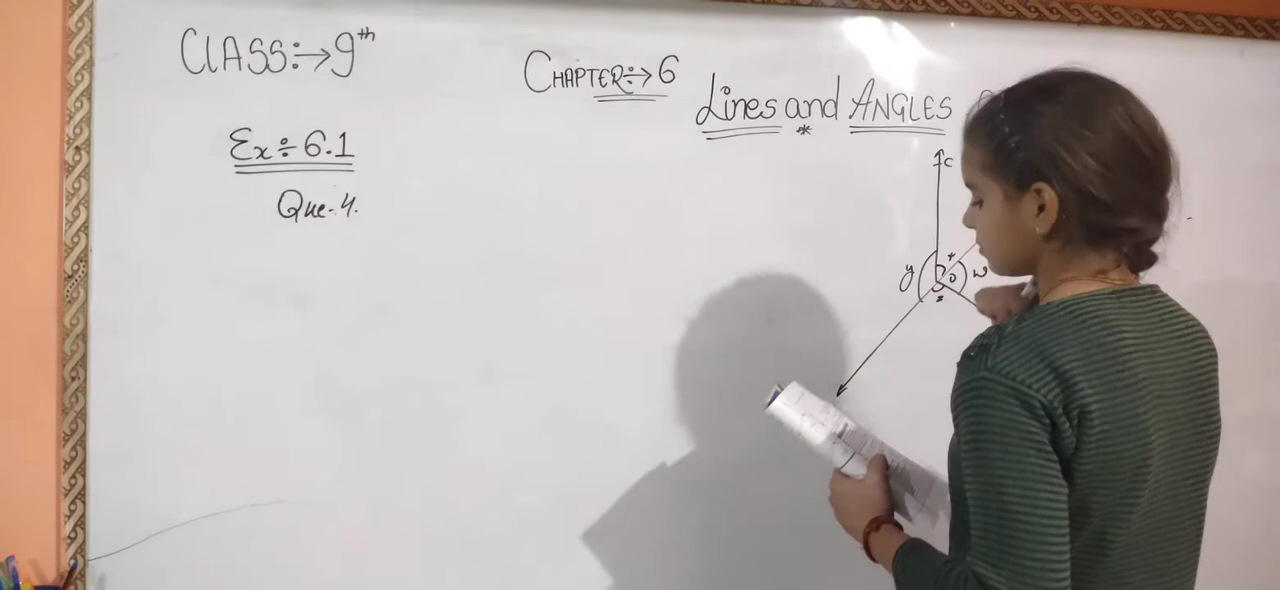 CLASS:→9th
CHAPTER÷→6
Lines and ANGLES
*
Ex÷6.1
Que.4.
C
y
x
O
w
z